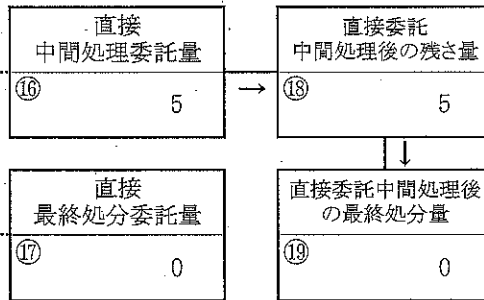 直接
中間処理委託量
⑯
5
→
直接委託
中間処理後の残さ量
⑱
5
↓
直接
最終処分委託量
⑰
0
直接委託中間処理後
の最終処分量
⑲
0